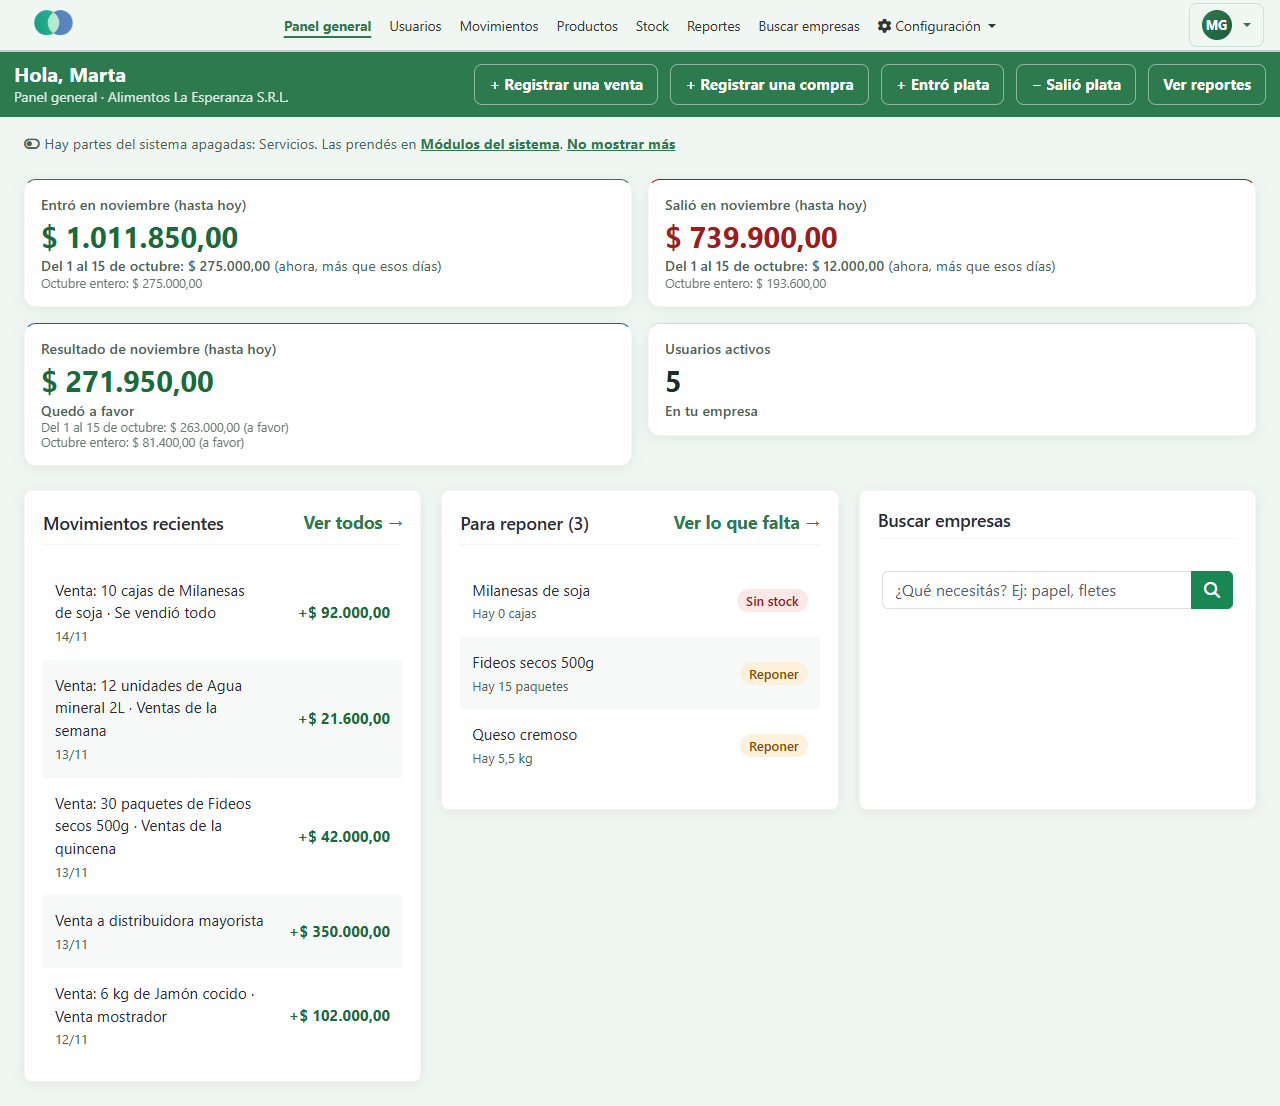 Panel general
Usuarios
Movimientos
Productos
Stock
Reportes
Buscar empresas
Configuración
MG
Hola, Marta
Panel general · Alimentos La Esperanza S.R.L.
+ Registrar una venta
+ Registrar una compra
+ Entró plata
− Salió plata
Ver reportes
Hay partes del sistema apagadas: Servicios. Las prendés en Módulos del sistema. No mostrar más
Entró en noviembre (hasta hoy)
$ 1.011.850,00
Del 1 al 15 de octubre: $ 275.000,00 (ahora, más que esos días)
Octubre entero: $ 275.000,00
Salió en noviembre (hasta hoy)
$ 739.900,00
Del 1 al 15 de octubre: $ 12.000,00 (ahora, más que esos días)
Octubre entero: $ 193.600,00
Resultado de noviembre (hasta hoy)
$ 271.950,00
Quedó a favor
Del 1 al 15 de octubre: $ 263.000,00 (a favor)
Octubre entero: $ 81.400,00 (a favor)
Usuarios activos
5
En tu empresa
Movimientos recientes
Ver todos →
Venta: 10 cajas de Milanesas
de soja · Se vendió todo
14/11
+$ 92.000,00
Venta: 12 unidades de Agua
mineral 2L · Ventas de la
semana
13/11
+$ 21.600,00
Venta: 30 paquetes de Fideos
secos 500g · Ventas de la
quincena
13/11
+$ 42.000,00
Venta a distribuidora mayorista
13/11
+$ 350.000,00
Venta: 6 kg de Jamón cocido ·
Venta mostrador
12/11
+$ 102.000,00
Para reponer (3)
Ver lo que falta →
Milanesas de soja
Hay 0 cajas
Sin stock
Fideos secos 500g
Hay 15 paquetes
Reponer
Queso cremoso
Hay 5,5 kg
Reponer
Buscar empresas
¿Qué necesitás? Ej: papel, fletes